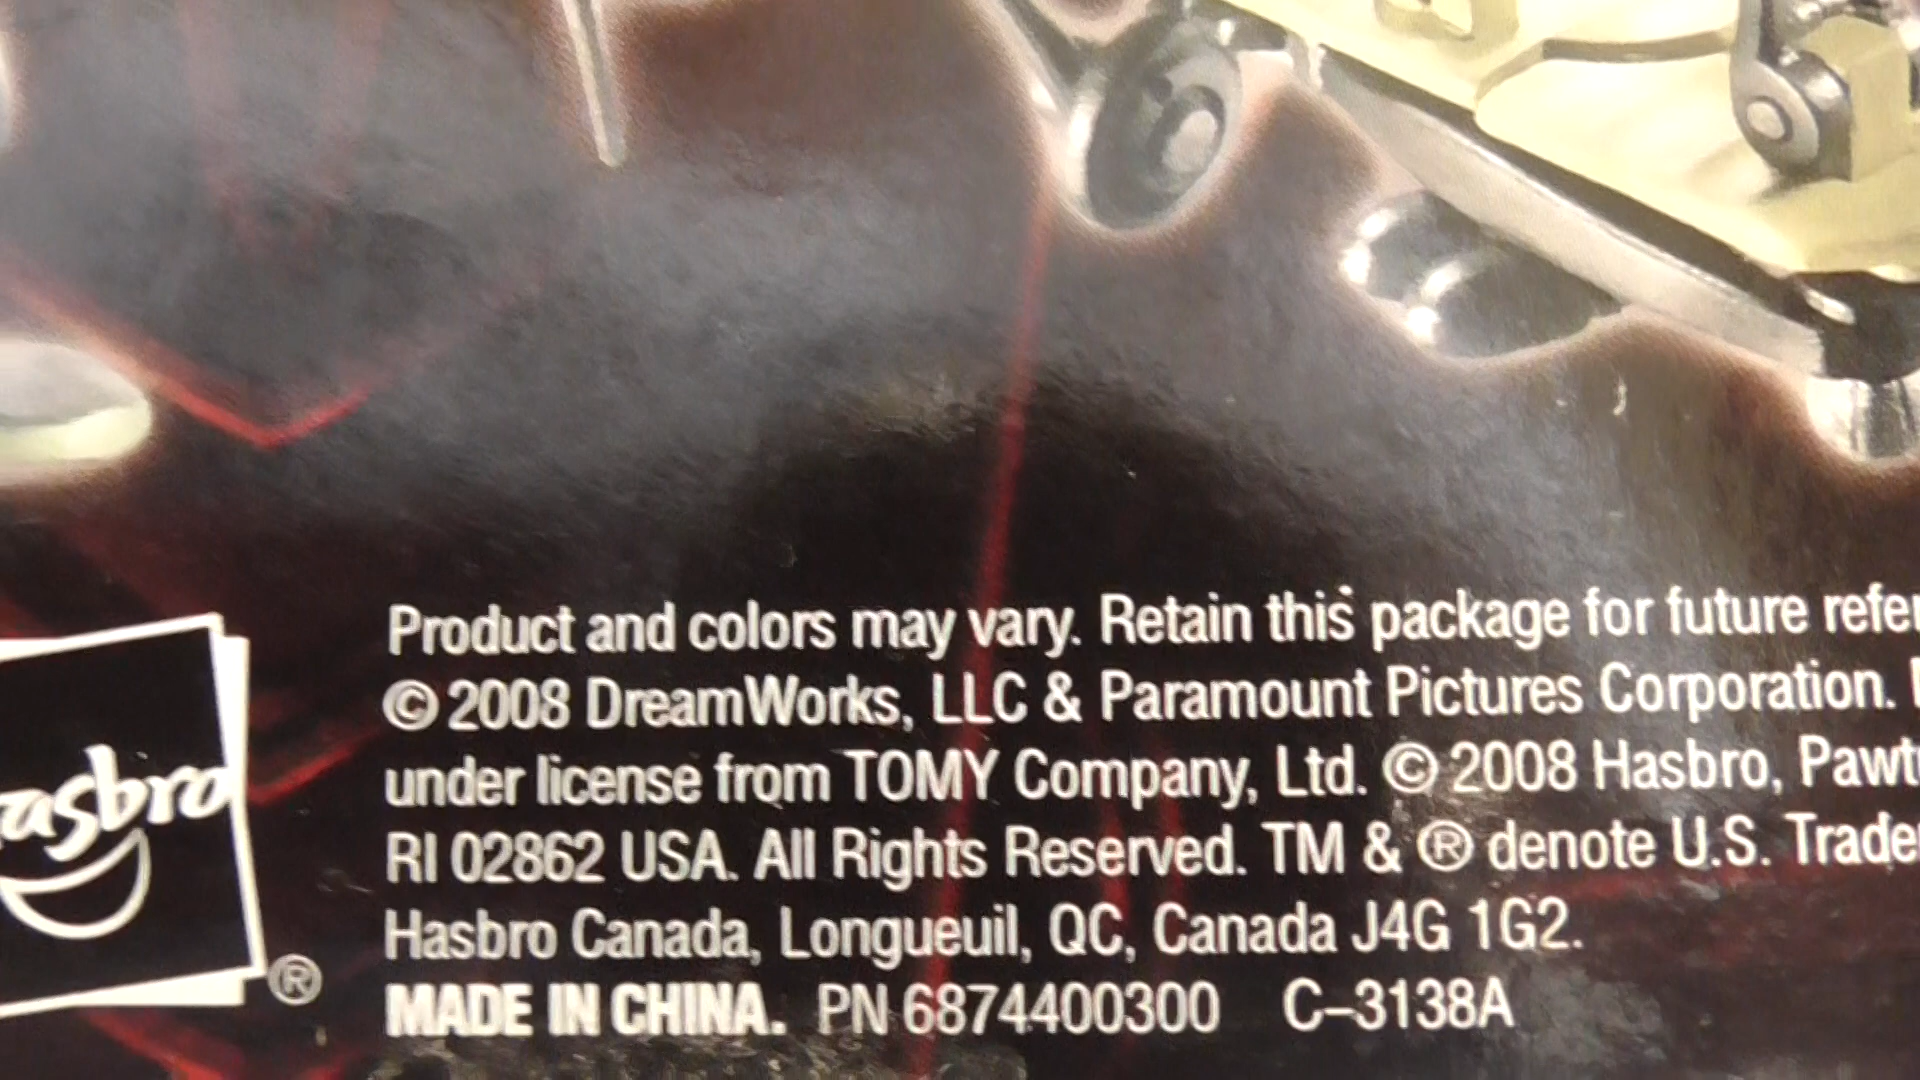 Product and colors may vary. Retain this package for future
© 2008 DreamWorks, LLC & Paramount Pictures Corporation.
under license from TOMY Company, Ltd. © 2008 Hasbro,
RI 02862 USA. All Rights Reserved. TM & ® denote U.S.
Hasbro Canada, Longueuil, QC, Canada J4G 1G2.
MADE IN CHINA. PN 6874400300 C-3138A
asbro
®